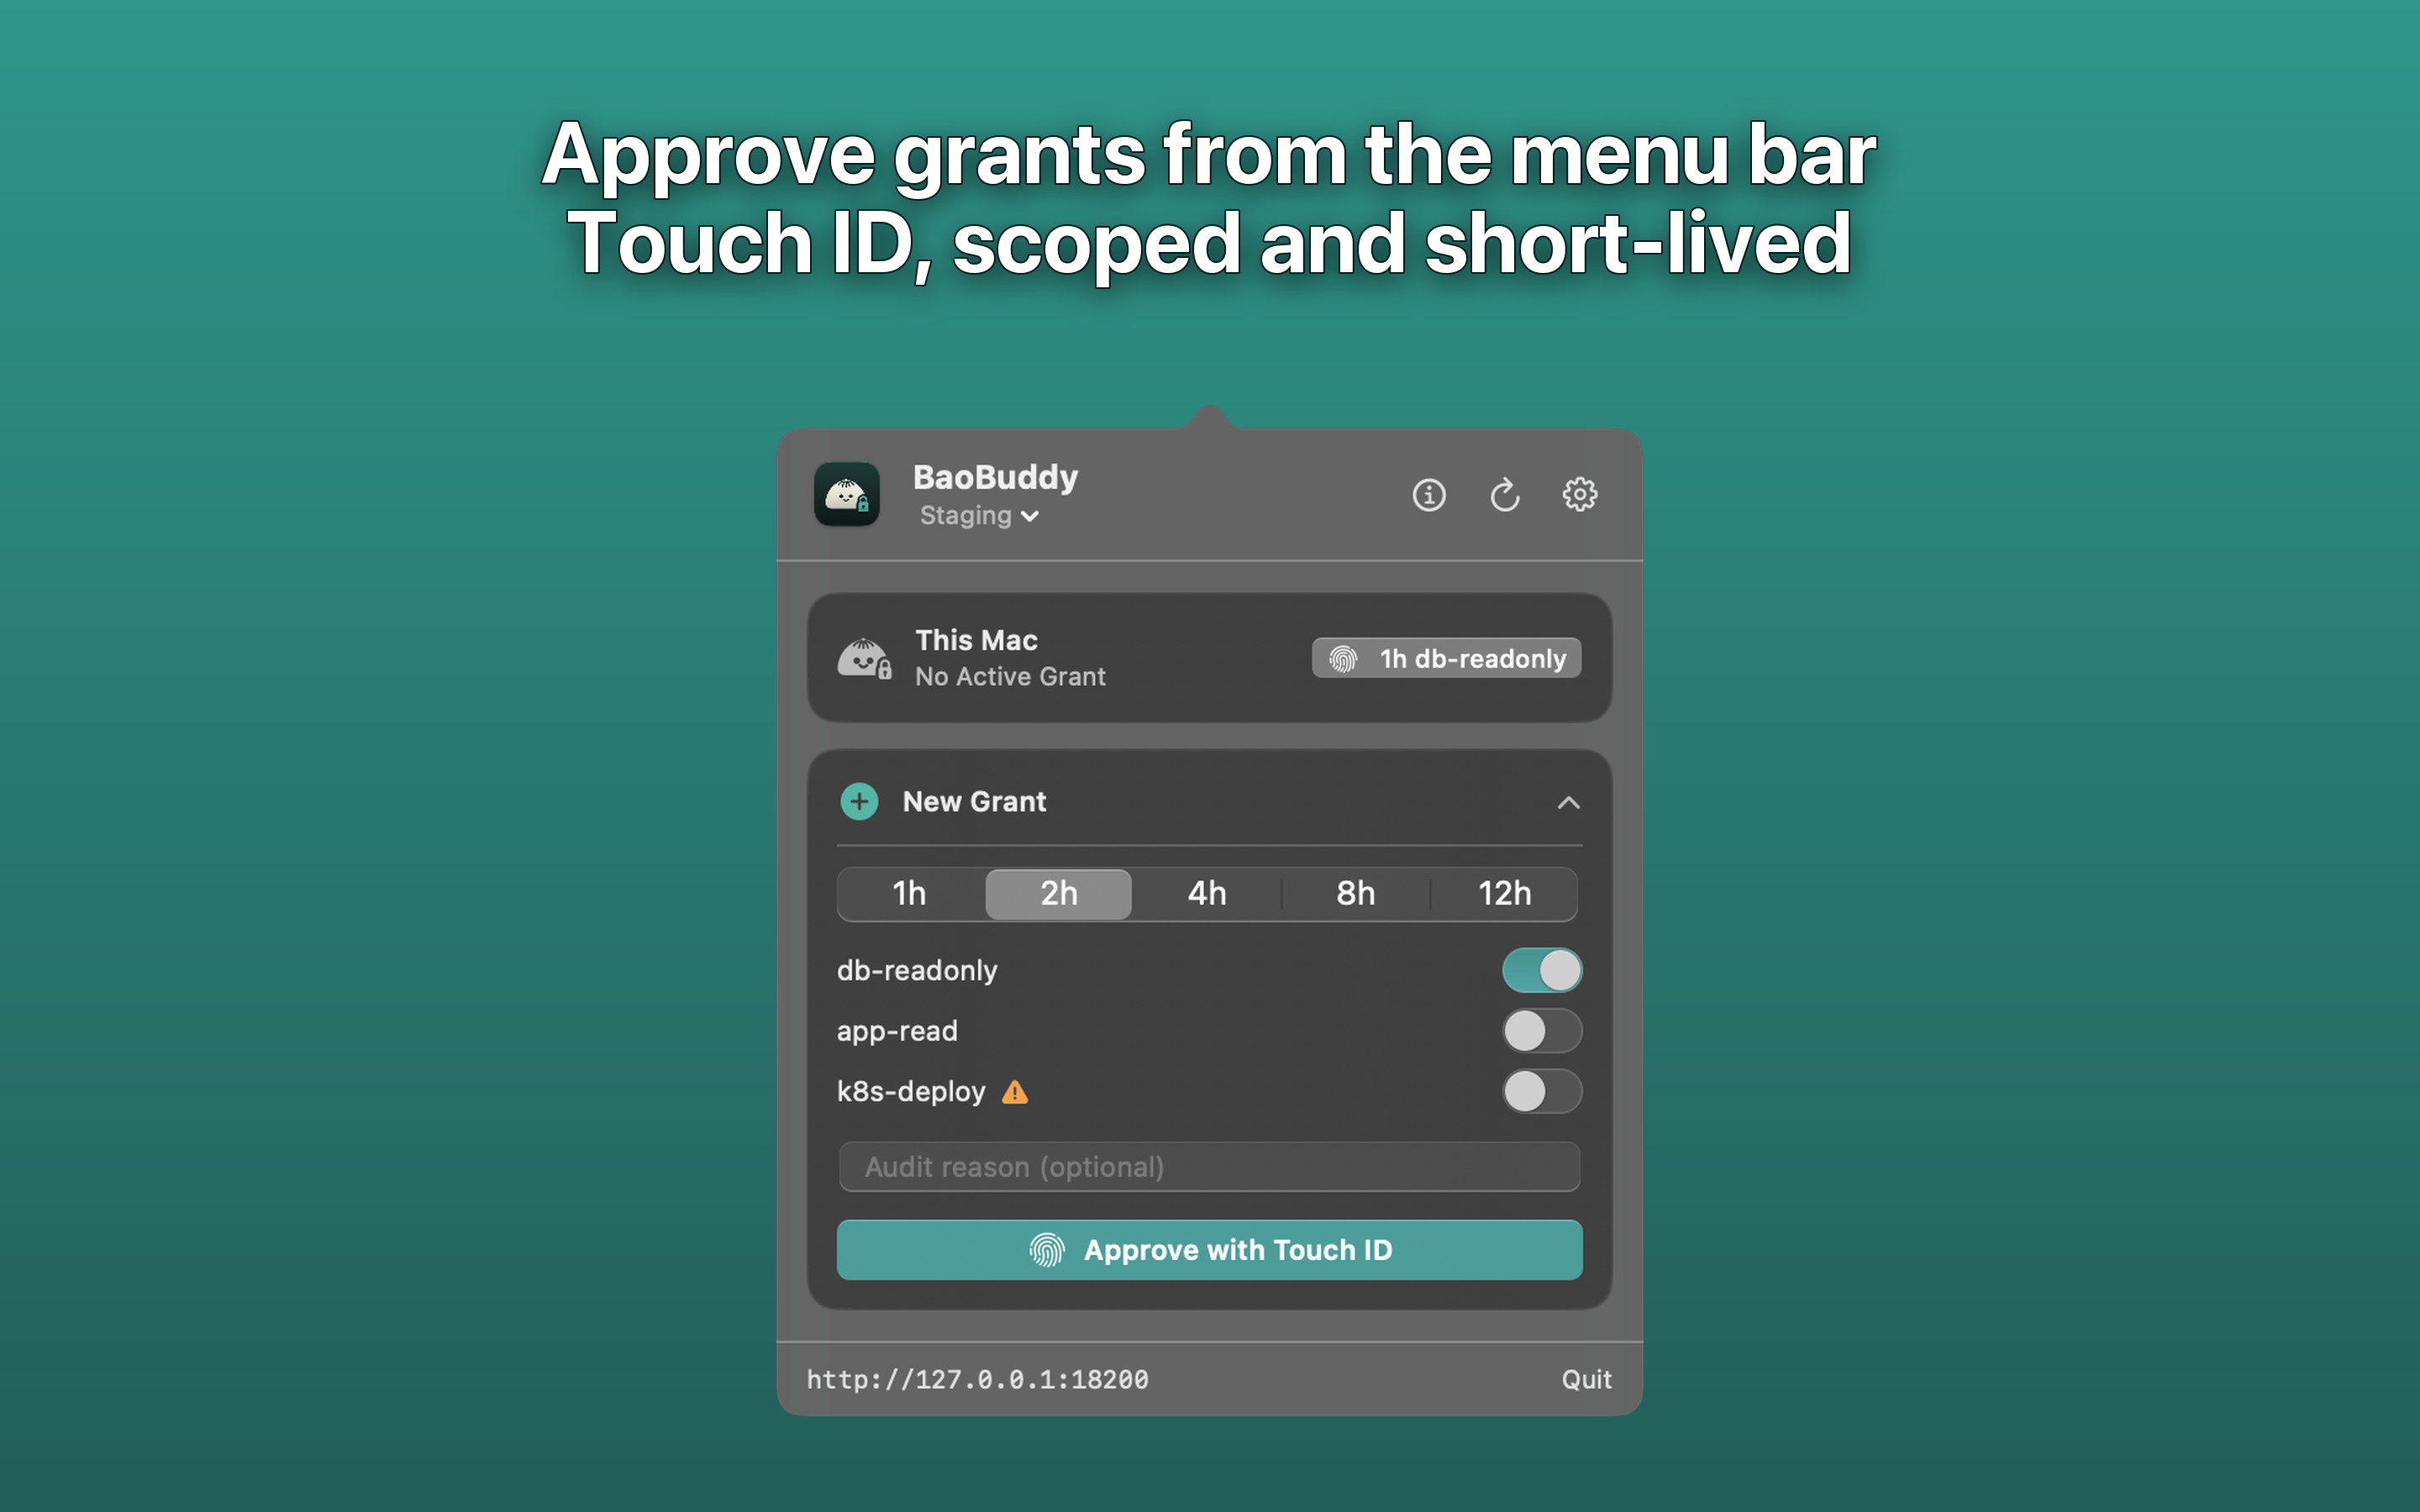 Approve grants from the menu bar
Touch ID, scoped and short-lived
BaoBuddy
Staging
This Mac
No Active Grant
1h db-readonly
New Grant
1h 2h 4h 8h 12h
db-readonly
app-read
k8s-deploy
Audit reason (optional)
Approve with Touch ID
http://127.0.0.1:18200 Quit